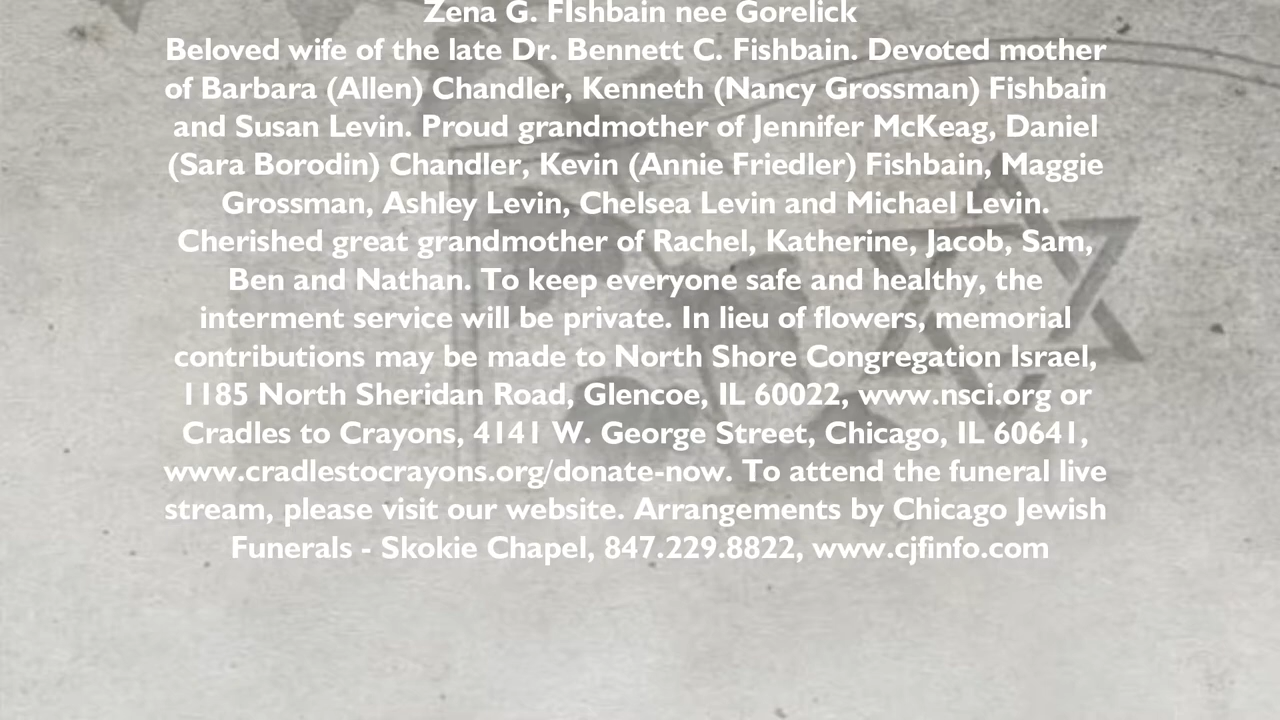 Zena G. FIshbain nee Gorelick
Beloved wife of the late Dr. Bennett C. Fishbain. Devoted mother
of Barbara (Allen) Chandler, Kenneth (Nancy Grossman) Fishbain
and Susan Levin. Proud grandmother of Jennifer McKeag, Daniel
(Sara Borodin) Chandler, Kevin (Annie Friedler) Fishbain, Maggie
Grossman, Ashley Levin, Chelsea Levin and Michael Levin.
Cherished great grandmother of Rachel, Katherine, Jacob, Sam,
Ben and Nathan. To keep everyone safe and healthy, the
interment service will be private. In lieu of flowers, memorial
contributions may be made to North Shore Congregation Israel,
1185 North Sheridan Road, Glencoe, IL 60022, www.nsci.org or
Cradles to Crayons, 4141 W. George Street, Chicago, IL 60641,
www.cradlestocrayons.org/donate-now. To attend the funeral live
stream, please visit our website. Arrangements by Chicago Jewish
Funerals - Skokie Chapel, 847.229.8822, www.cjfinfo.com